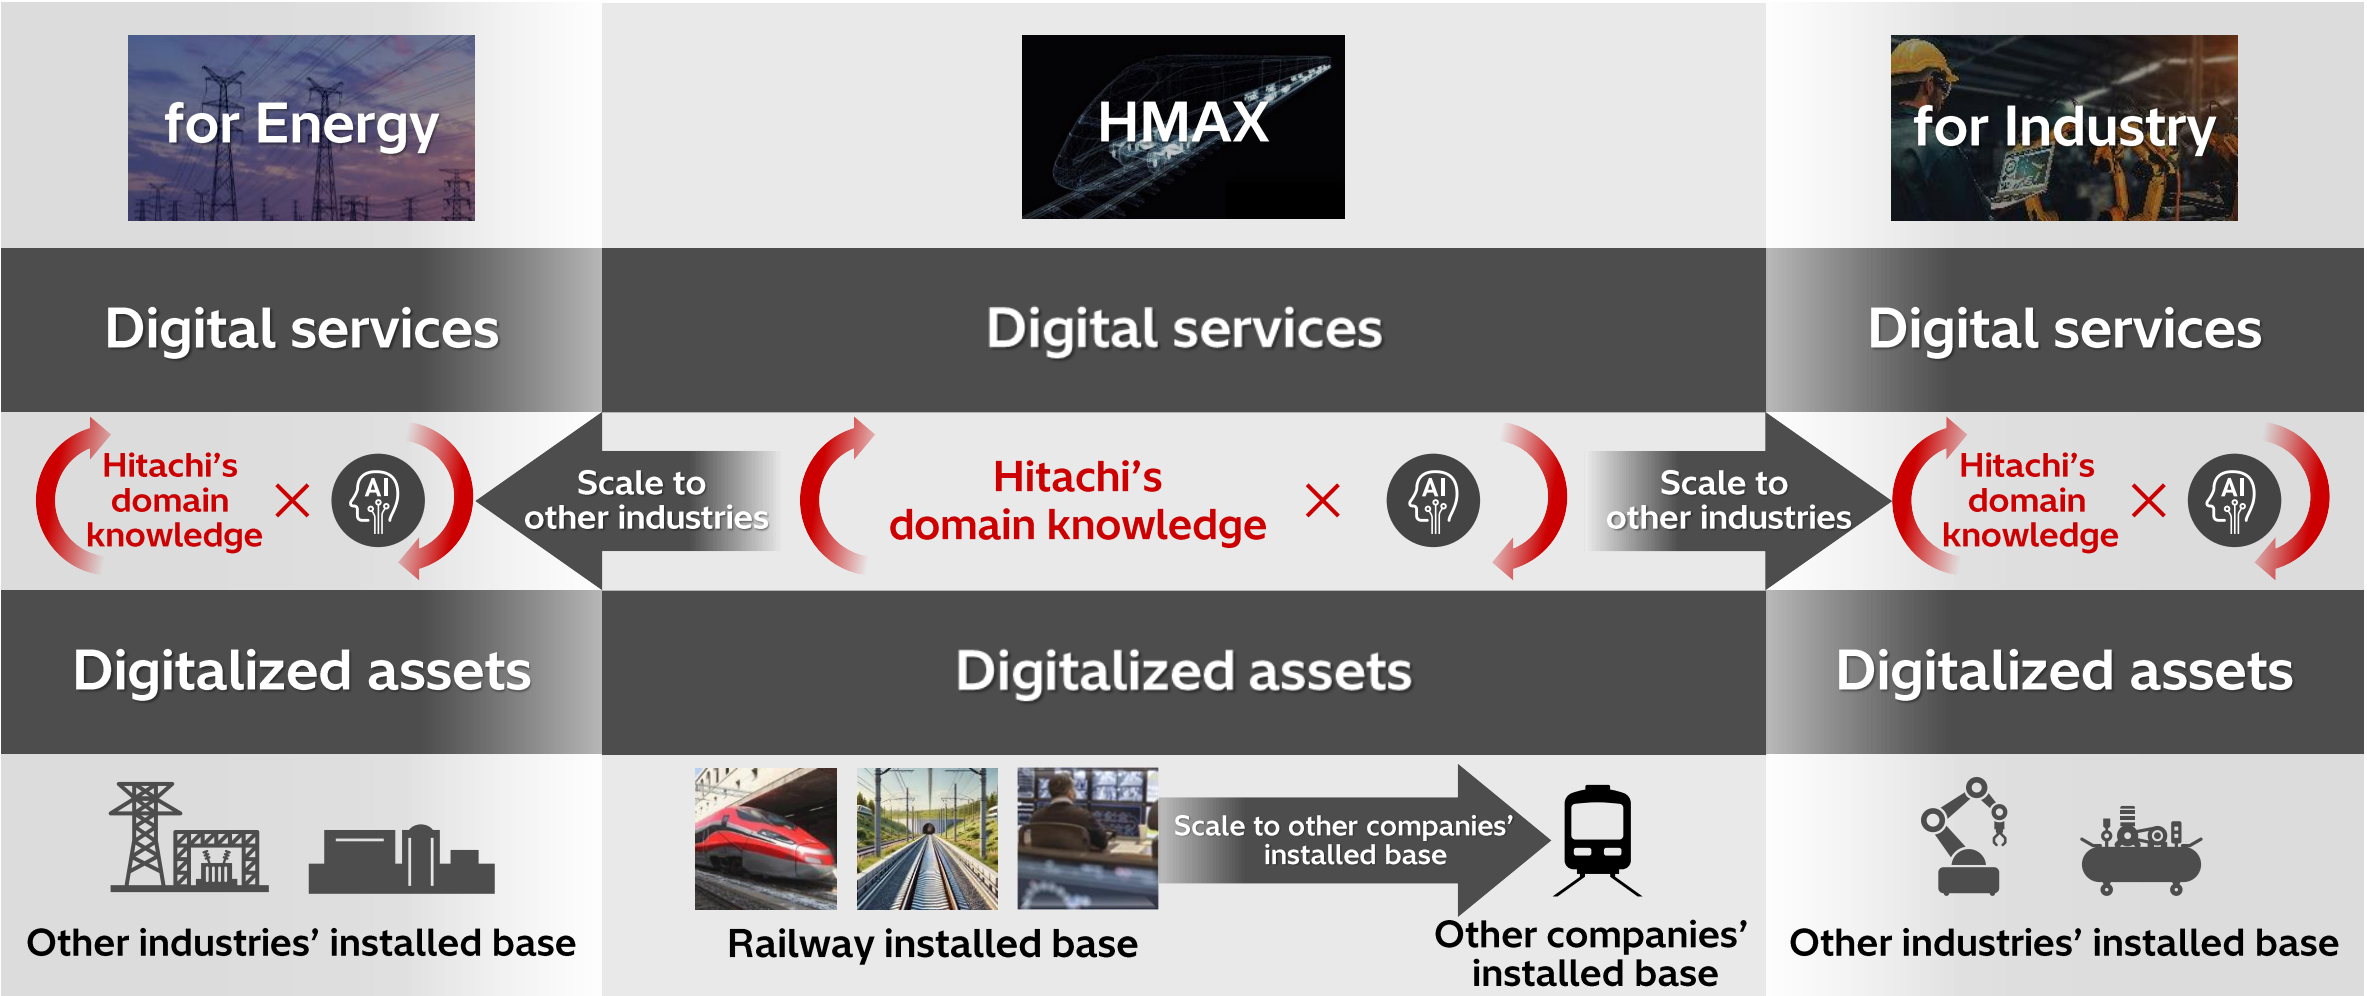 for Energy
HMAX
for Industry
Digital services
Digital services
Digital services
Hitachi’s
domain
knowledge
×
AI
Scale to
other industries
Hitachi’s
domain knowledge
×
AI
Scale to
other industries
Hitachi’s
domain
knowledge
×
AI
Digitalized assets
Digitalized assets
Digitalized assets
Scale to other companies’
installed base
Other industries’ installed base
Railway installed base
Other companies’
installed base
Other industries’ installed base